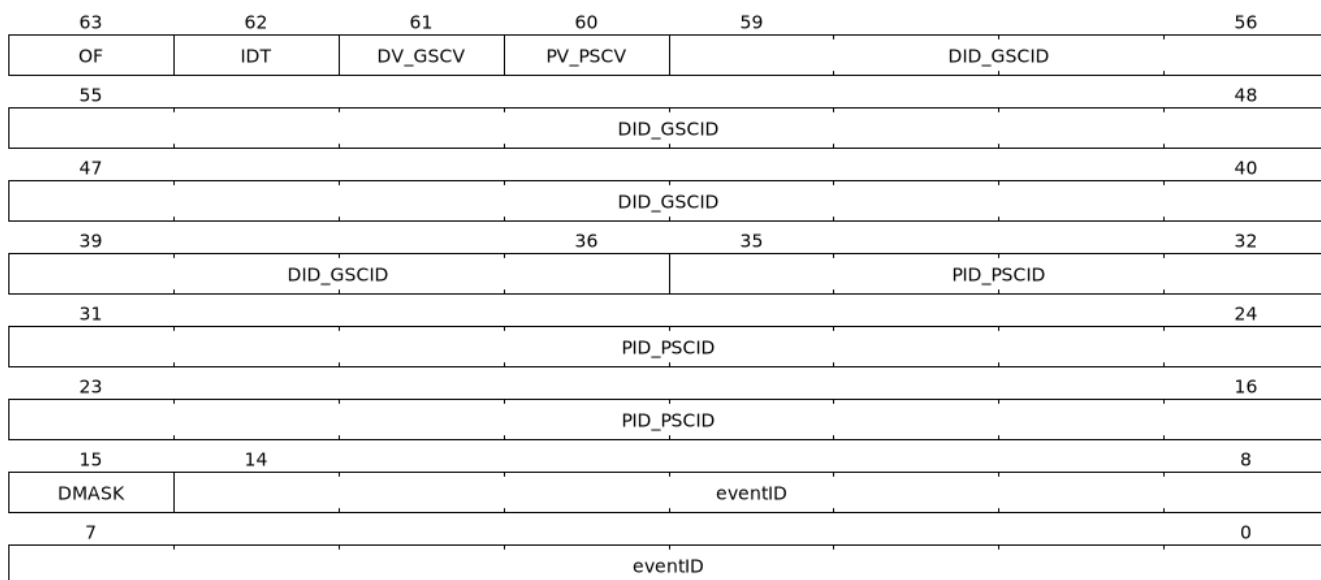 63 62 61 60 59 56
OF IDT DV_GSCV PV_PSCV DID_GSCID
55 48
DID_GSCID
47 40
DID_GSCID
39 36 35 32
DID_GSCID PID_PSCID
31 24
PID_PSCID
23 16
PID_PSCID
15 14 8
DMASK eventID
7 0
eventID